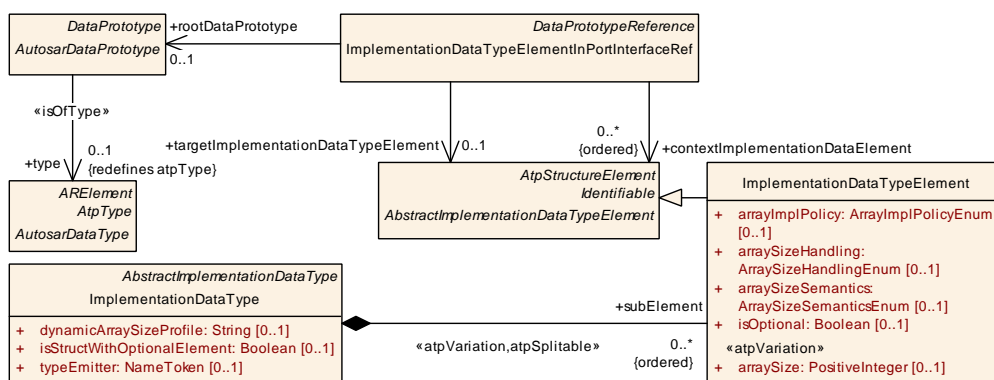 DataPrototype
AutosarDataPrototype
+rootDataPrototype
0..1
DataPrototypeReference
ImplementationDataTypeElementInPortInterfaceRef
«isOfType»
+type
0..1
{redefines atpType}
+targetImplementationDataTypeElement
0..1
0..*
{ordered}
+contextImplementationDataElement
ARElement
AtpType
AutosarDataType
AtpStructureElement
Identifiable
AbstractImplementationDataTypeElement
ImplementationDataTypeElement
+ arrayImplPolicy: ArrayImplPolicyEnum
[0..1]
+ arraySizeHandling:
ArraySizeHandlingEnum [0..1]
+ arraySizeSemantics:
ArraySizeSemanticsEnum [0..1]
+ isOptional: Boolean [0..1]
«atpVariation»
+ arraySize: PositiveInteger [0..1]
AbstractImplementationDataType
ImplementationDataType
+ dynamicArraySizeProfile: String [0..1]
+ isStructWithOptionalElement: Boolean [0..1]
+ typeEmitter: NameToken [0..1]
+subElement
«atpVariation,atpSplitable»
0..*
{ordered}